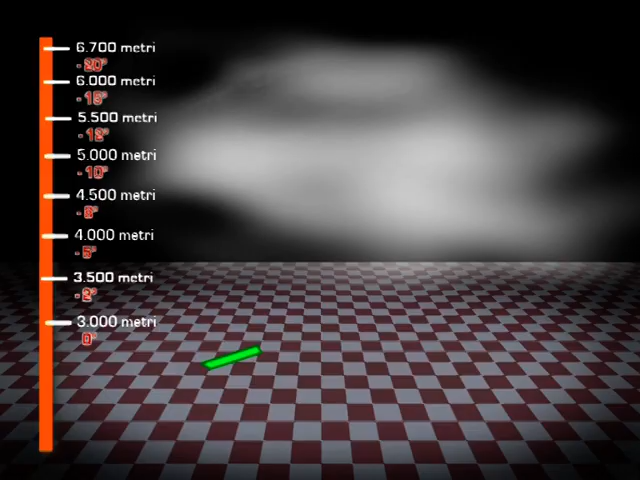 6.700 metri
- 20°
6.000 metri
- 15°
5.500 metri
- 12°
5.000 metri
- 10°
4.500 metri
- 8°
4.000 metri
- 5°
3.500 metri
- 2°
3.000 metri
0°